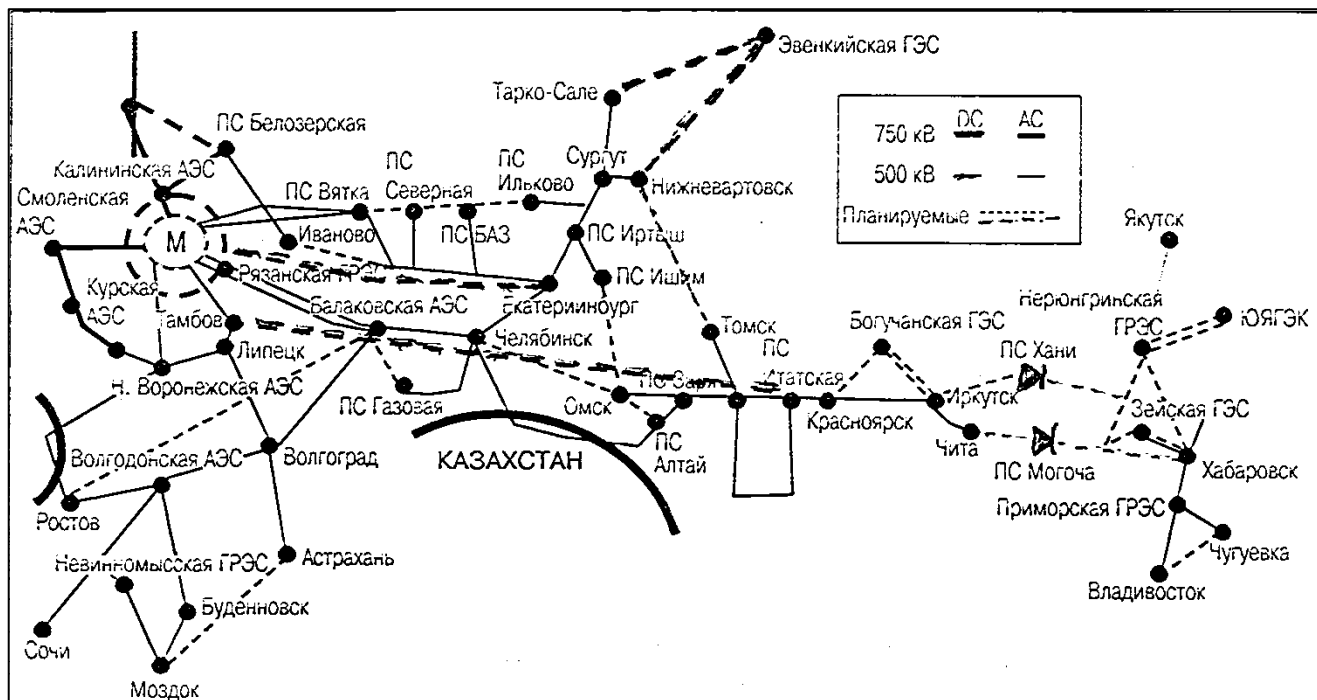 Эвенкийская ГЭС
Тарко-Сале
ПС Белозерская
DC AC
750 кВ
500 кВ
Планируемые
Калининская АЭС
Смоленская
АЭС
ПС Вятка
ПС
Северная
ПС
Ильково
Сургут
Нижневартовск
Якутск
М
Иваново
ПС БАЗ
ПС Иртыш
Рязанская ГРЭС
ПС Ишим
Курская
АЭС
Балаковская АЭС
Екатеринбург
Нерюнгринская
ГРЭС
ЮЯГЭК
Тамбов
Челябинск
Томск
Богучанская ГЭС
ПС Хани
Липецк
ПС
Итатская
Н. Воронежская АЭС
ПС Газовая
Омск
ПС Заря
Красноярск
Иркутск
Зейская ГЭС
Волгодонская АЭС
Волгоград
КАЗАХСТАН
ПС
Алтай
Чита
ПС Могоча
Хабаровск
Ростов
Приморская ГРЭС
Невинномысская ГРЭС
Астрахань
Чугуевка
Буденновск
Владивосток
Сочи
Моздок